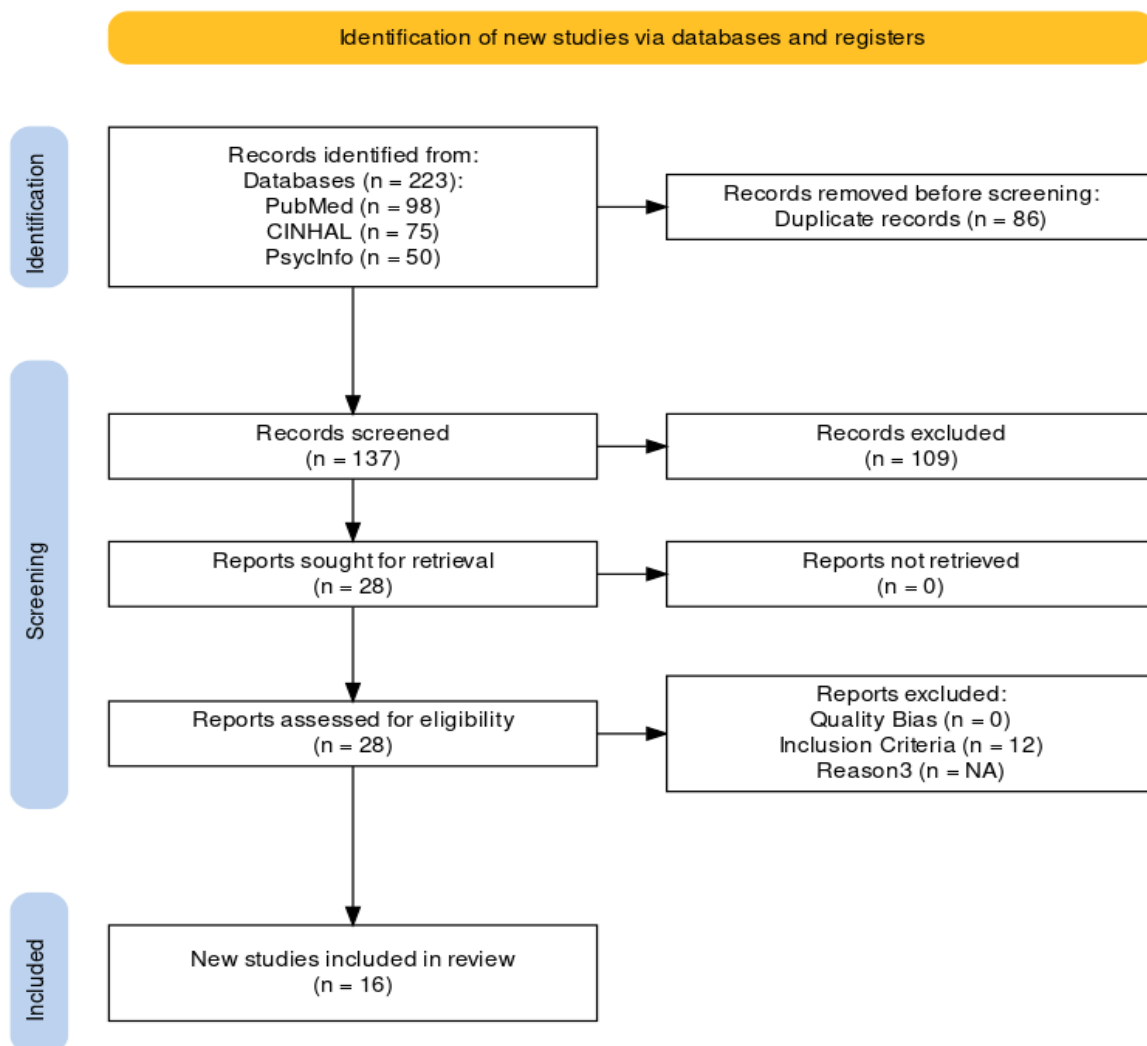 Identification of new studies via databases and registers
Identification
Records identified from:
Databases (n = 223):
PubMed (n = 98)
CINHAL (n = 75)
PsycInfo (n = 50)
Records removed before screening:
Duplicate records (n = 86)
Screening
Records screened
(n = 137)
Records excluded
(n = 109)
Reports sought for retrieval
(n = 28)
Reports not retrieved
(n = 0)
Reports assessed for eligibility
(n = 28)
Reports excluded:
Quality Bias (n = 0)
Inclusion Criteria (n = 12)
Reason3 (n = NA)
Included
New studies included in review
(n = 16)